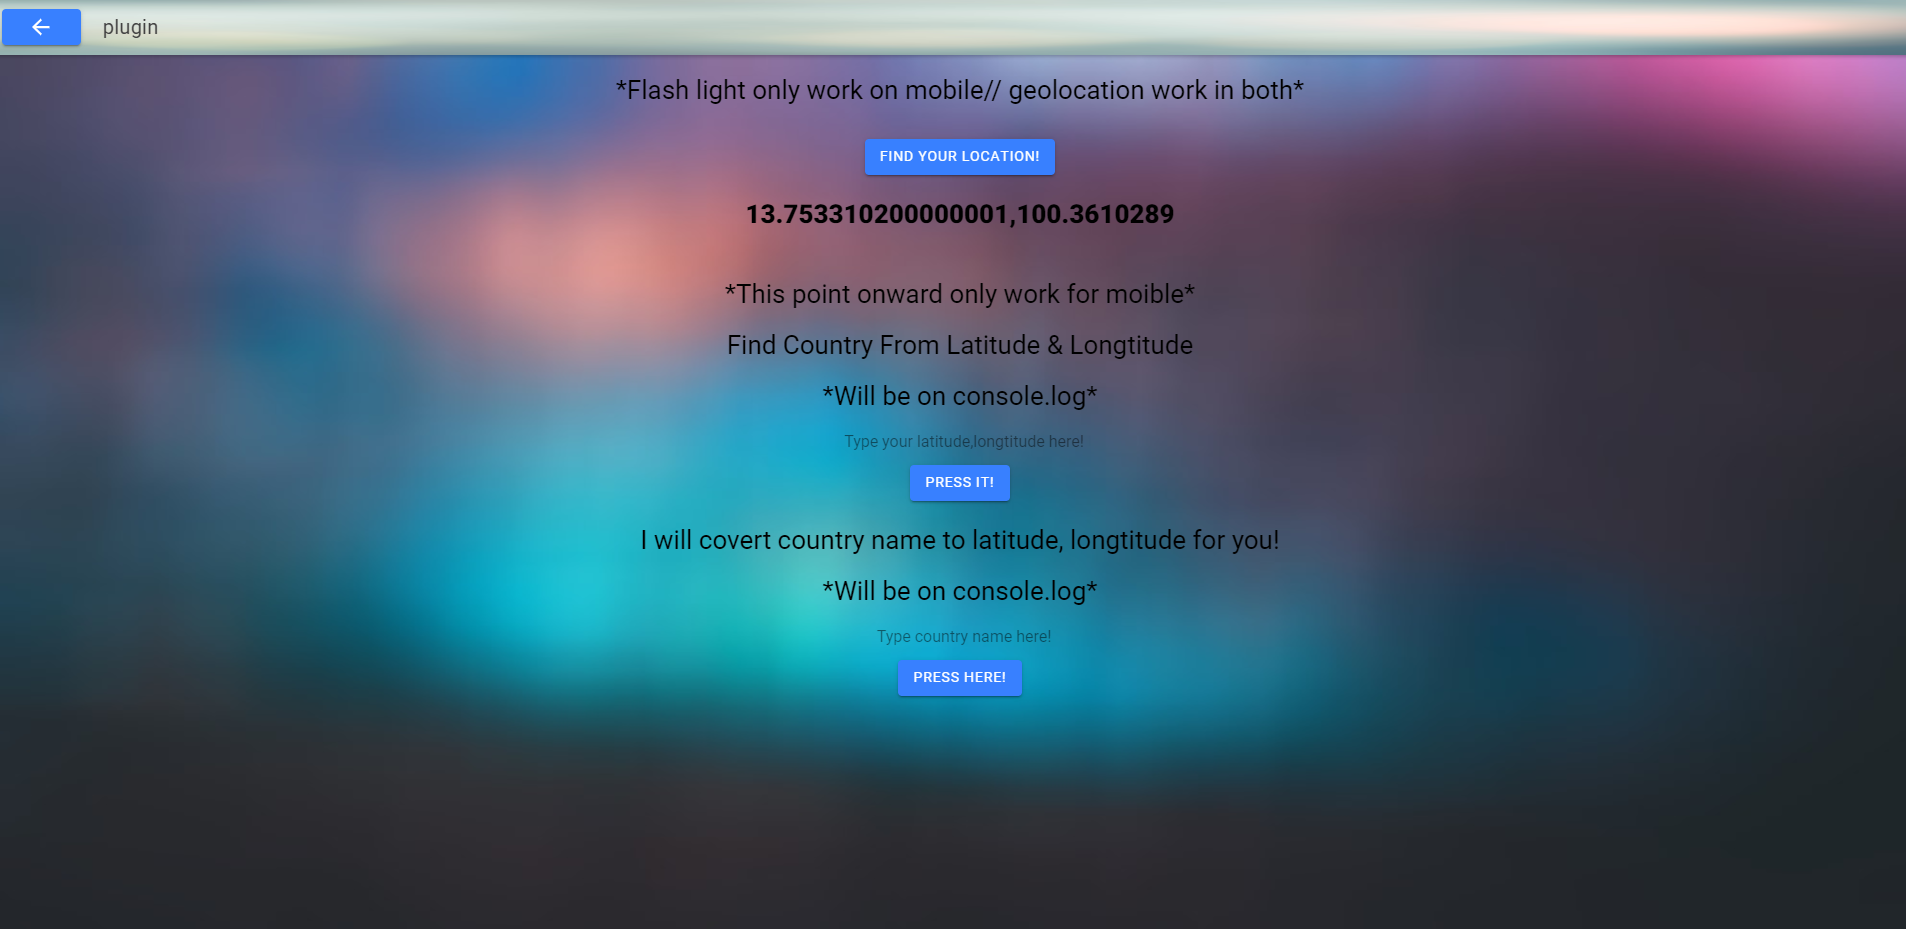 plugin
*Flash light only work on mobile// geolocation work in both*
FIND YOUR LOCATION!
13.753310200000001,100.3610289
*This point onward only work for moible*
Find Country From Latitude & Longtitude
*Will be on console.log*
Type your latitude,longtitude here!
PRESS IT!
I will covert country name to latitude, longtitude for you!
*Will be on console.log*
Type country name here!
PRESS HERE!